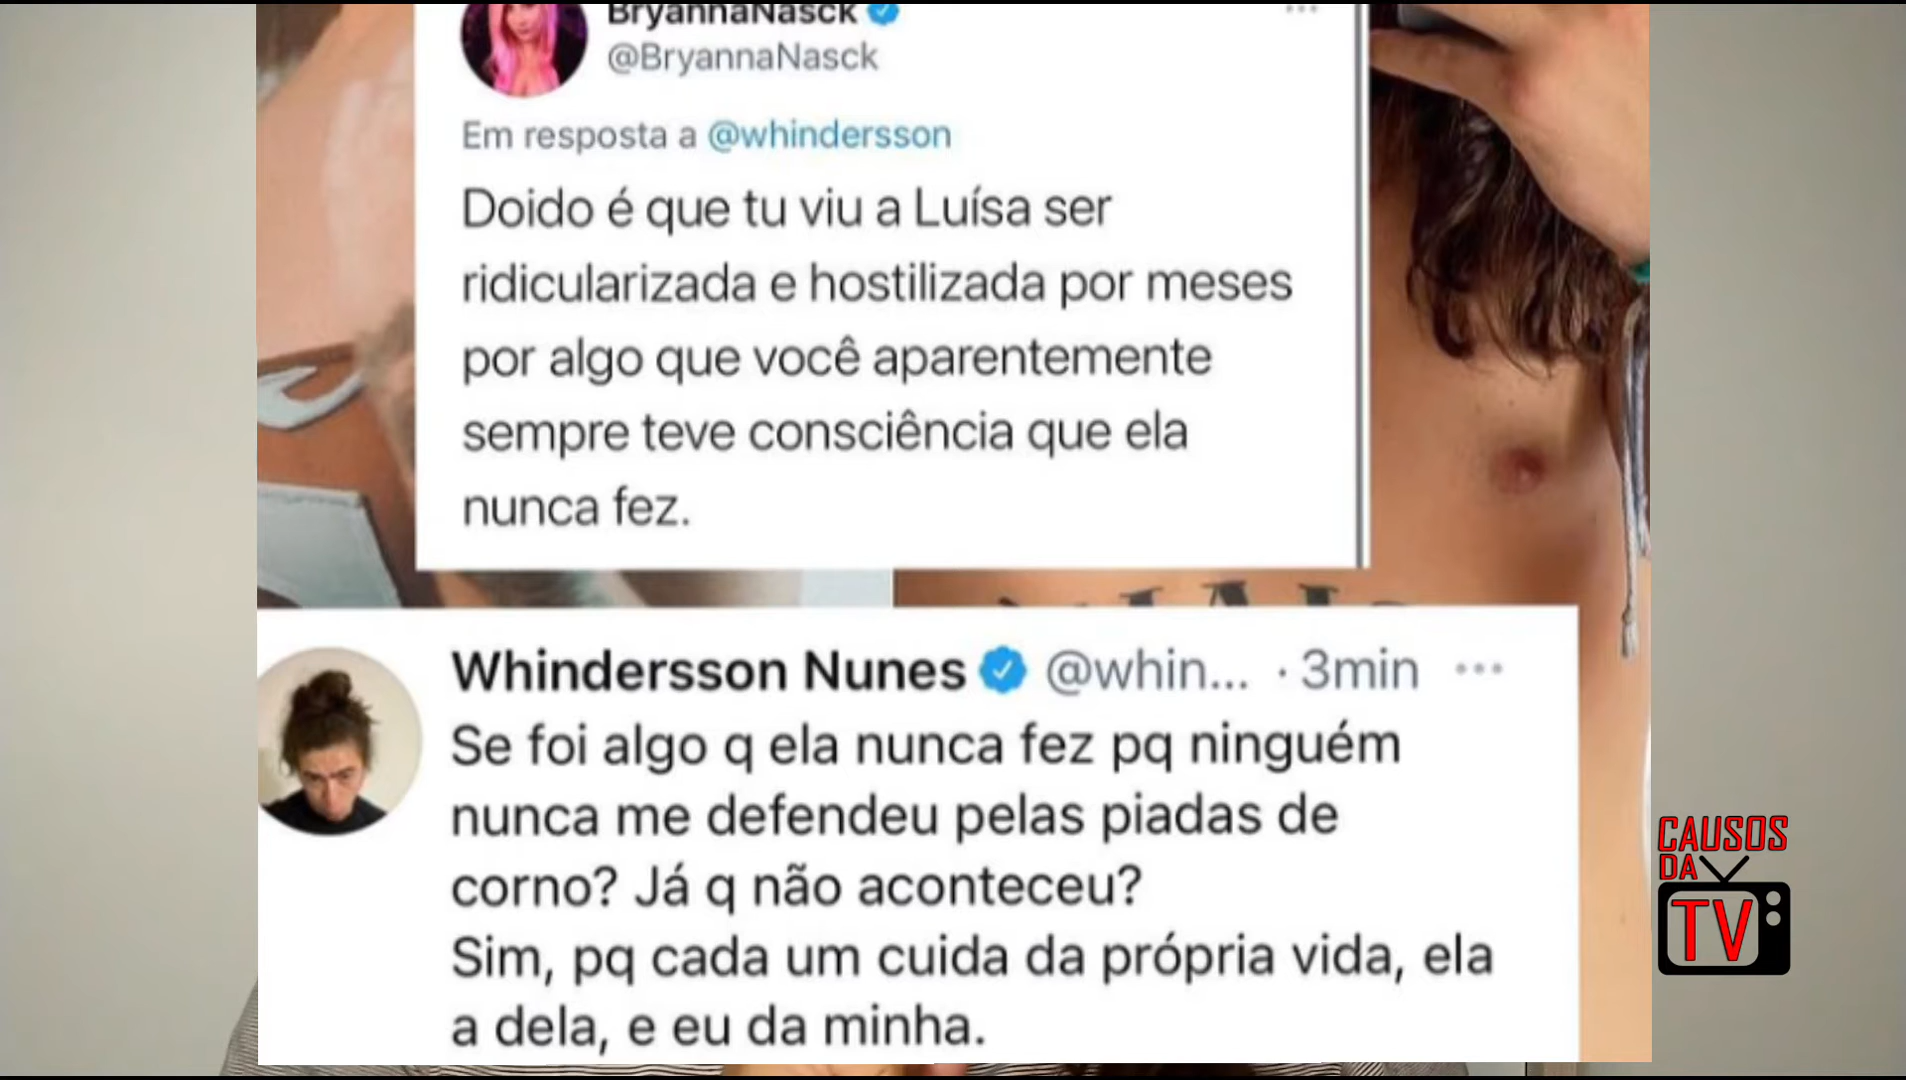 BryannaNasck
@BryannaNasck
Em resposta a @whindersson
Doido é que tu viu a Luísa ser
ridicularizada e hostilizada por meses
por algo que você aparentemente
sempre teve consciência que ela
nunca fez.
Whindersson Nunes @whin... · 3min
Se foi algo q ela nunca fez pq ninguém
nunca me defendeu pelas piadas de
corno? Já q não aconteceu?
Sim, pq cada um cuida da própria vida, ela
a dela, e eu da minha.
CAUSOS
DA
TV